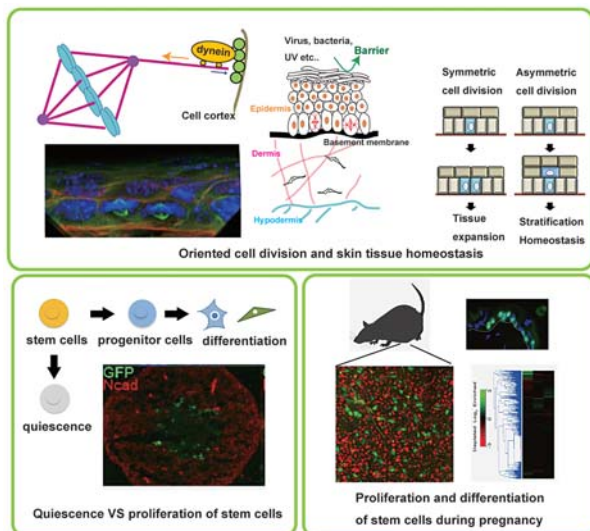 dynein
Cell cortex
Virus, bacteria,
UV etc..
Barrier
Epidermis
Basement membrane
Dermis
Hypodermis
Symmetric
cell division
Asymmetric
cell division
Tissue
expansion
Stratification
Homeostasis
Oriented cell division and skin tissue homeostasis
stem cells
progenitor cells
differentiation
quiescence
GFP
Ncad
Quiescence VS proliferation of stem cells
Proliferation and differentiation
of stem cells during pregnancy